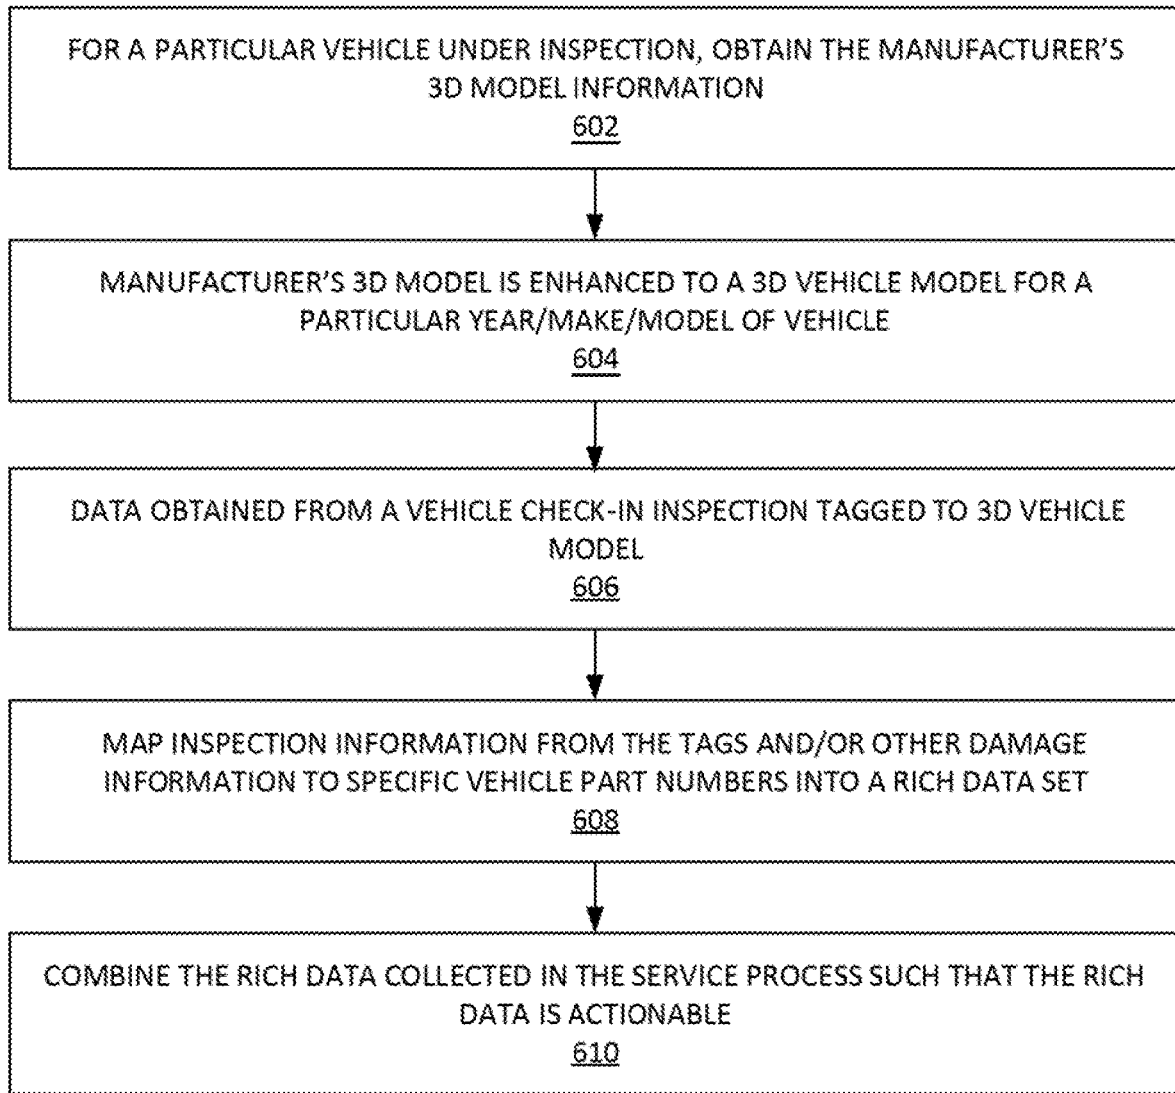 FOR A PARTICULAR VEHICLE UNDER INSPECTION, OBTAIN THE MANUFACTURER'S
3D MODEL INFORMATION
602
MANUFACTURER'S 3D MODEL IS ENHANCED TO A 3D VEHICLE MODEL FOR A
PARTICULAR YEAR/MAKE/MODEL OF VEHICLE
604
DATA OBTAINED FROM A VEHICLE CHECK-IN INSPECTION TAGGED TO 3D VEHICLE
MODEL
606
MAP INSPECTION INFORMATION FROM THE TAGS AND/OR OTHER DAMAGE
INFORMATION TO SPECIFIC VEHICLE PART NUMBERS INTO A RICH DATA SET
608
COMBINE THE RICH DATA COLLECTED IN THE SERVICE PROCESS SUCH THAT THE RICH
DATA IS ACTIONABLE
610